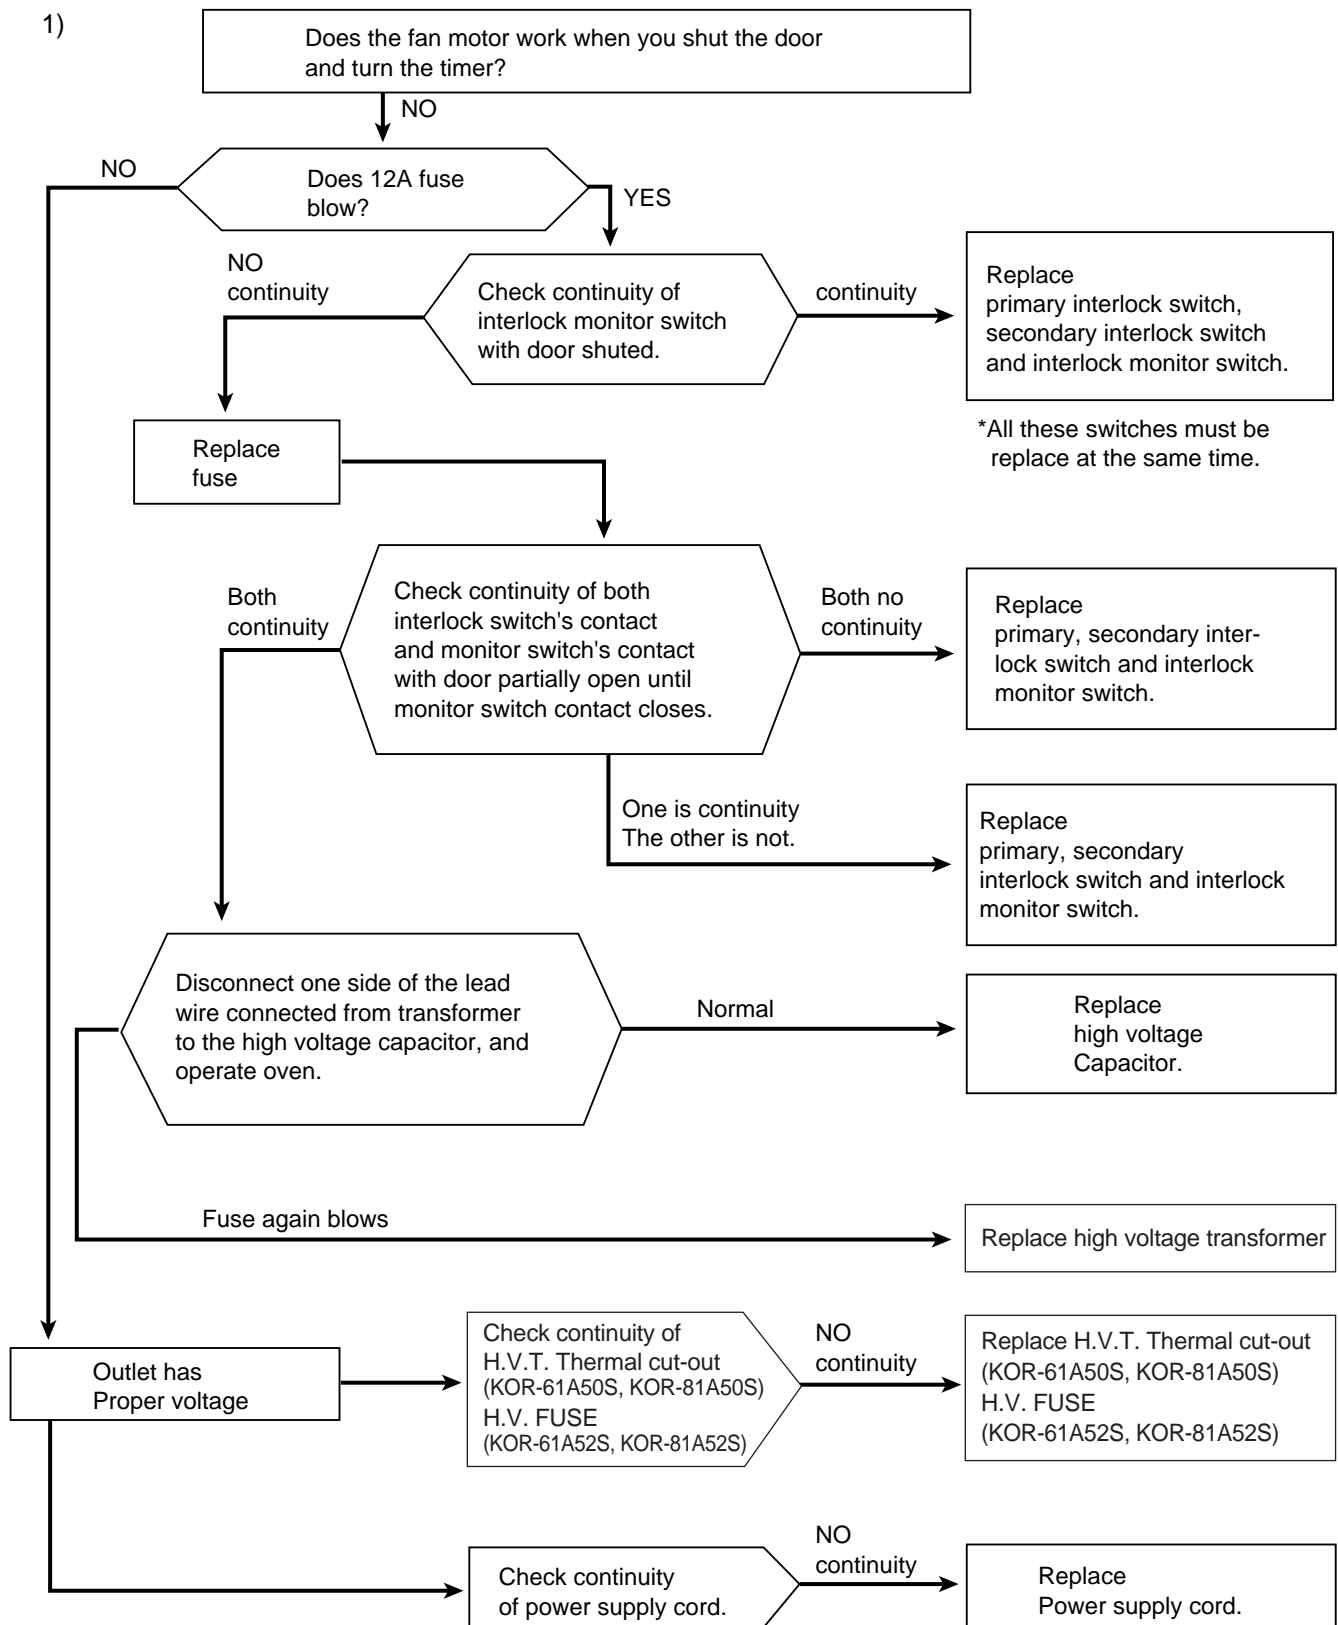 1)
Does the fan motor work when you shut the door
and turn the timer?
NO
NO
Does 12A fuse
blow?
YES
NO
continuity
Check continuity of
interlock monitor switch
with door shuted.
continuity
Replace
primary interlock switch,
secondary interlock switch
and interlock monitor switch.
*All these switches must be
replace at the same time.
Replace
fuse
Both
continuity
Check continuity of both
interlock switch's contact
and monitor switch's contact
with door partially open until
monitor switch contact closes.
Both no
continuity
Replace
primary, secondary inter-
lock switch and interlock
monitor switch.
One is continuity
The other is not.
Replace
primary, secondary
interlock switch and interlock
monitor switch.
Disconnect one side of the lead
wire connected from transformer
to the high voltage capacitor, and
operate oven.
Normal
Replace
high voltage
Capacitor.
Fuse again blows
Replace high voltage transformer
Outlet has
Proper voltage
Check continuity of
H.V.T. Thermal cut-out
(KOR-61A50S, KOR-81A50S)
H.V. FUSE
(KOR-61A52S, KOR-81A52S)
NO
continuity
Replace H.V.T. Thermal cut-out
(KOR-61A50S, KOR-81A50S)
H.V. FUSE
(KOR-61A52S, KOR-81A52S)
Check continuity
of power supply cord.
NO
continuity
Replace
Power supply cord.